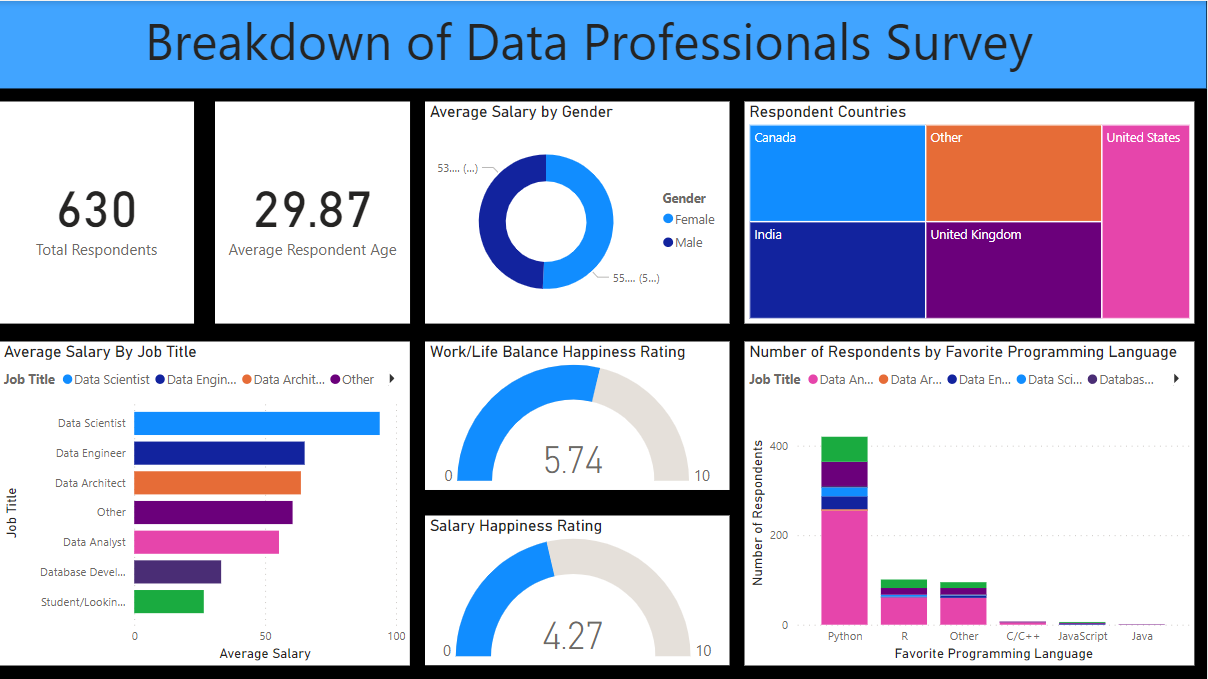 Breakdown of Data Professionals Survey
630
Total Respondents
29.87
Average Respondent Age
Average Salary by Gender
53.... (...)
55.... (5...)
Gender
Female
Male
Respondent Countries
Canada
Other
United States
India
United Kingdom
Average Salary By Job Title
Job Title Data Scientist Data Engin... Data Archit... Other
Job Title
Data Scientist
Data Engineer
Data Architect
Other
Data Analyst
Database Devel...
Student/Lookin...
0 50 100
Average Salary
Work/Life Balance Happiness Rating
5.74
0 10
Salary Happiness Rating
4.27
0 10
Number of Respondents by Favorite Programming Language
Job Title Data An... Data Ar... Data En... Data Sci... Databas...
Number of Respondents
400
200
0
Python R Other C/C++ JavaScript Java
Favorite Programming Language